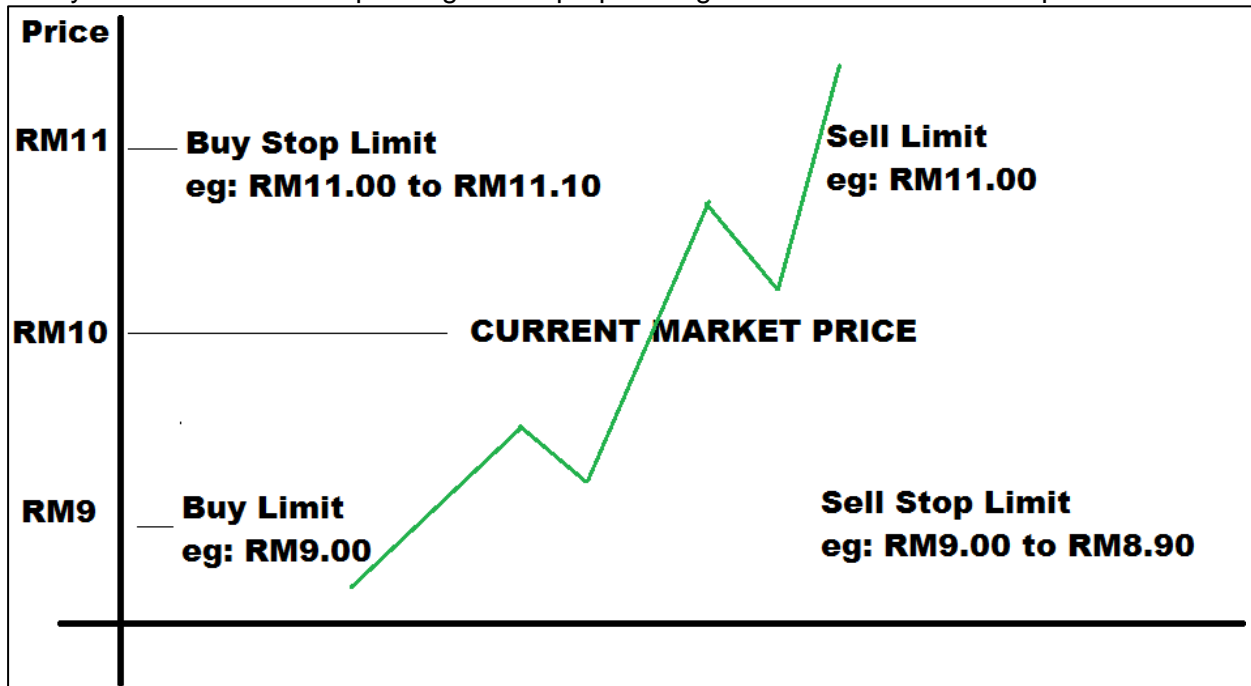 Price
RM11
Buy Stop Limit
eg: RM11.00 to RM11.10
Sell Limit
eg: RM11.00
RM10
CURRENT MARKET PRICE
RM9
Buy Limit
eg: RM9.00
Sell Stop Limit
eg: RM9.00 to RM8.90